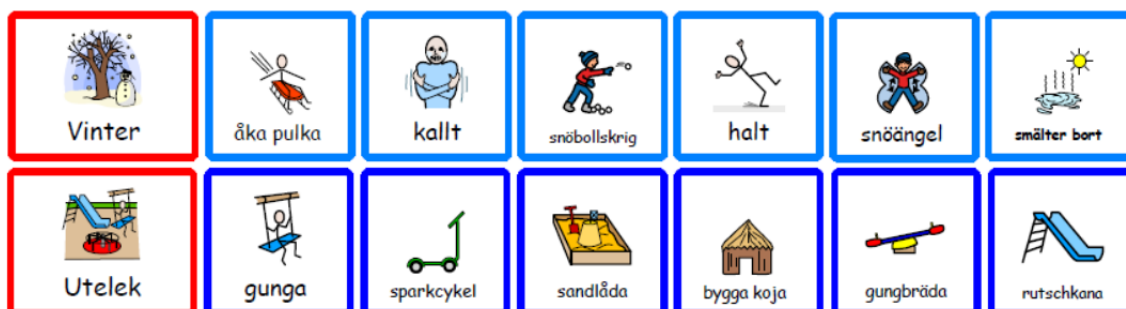 Vinter åka pulka kallt snöbollskrig halt snöängel smälter bort
Utelek gunga sparkcykel sandlåda bygga koja gungbräda rutschkana